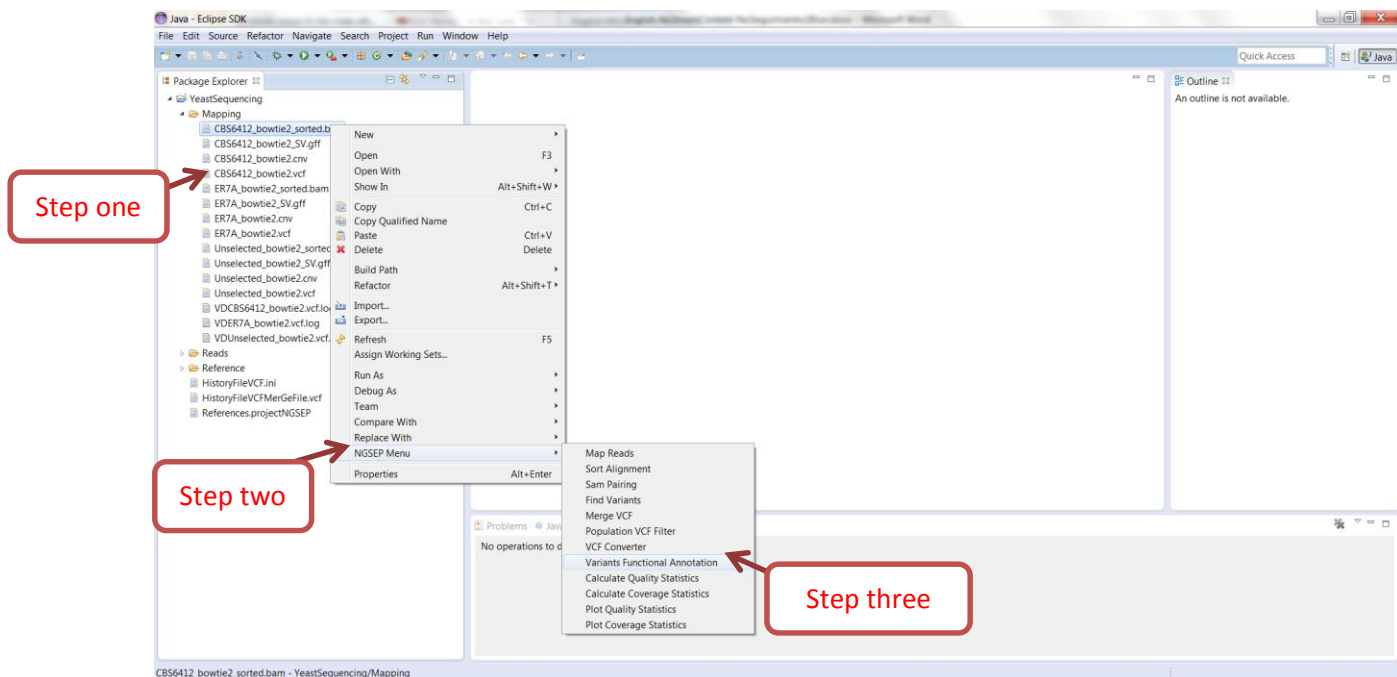 Java - Eclipse SDK
File Edit Source Refactor Navigate Search Project Run Window Help
Quick Access
Java
Package Explorer
Outline
An outline is not available.
YeastSequencing
Mapping
CBS6412_bowtie2_sorted.b
CBS6412_bowtie2_SV.gff
CBS6412_bowtie2.cnv
CBS6412_bowtie2.vcf
ER7A_bowtie2_sorted.bam
ER7A_bowtie2_SV.gff
ER7A_bowtie2.cnv
ER7A_bowtie2.vcf
Unselected_bowtie2_sorted
Unselected_bowtie2_SV.gff
Unselected_bowtie2.cnv
Unselected_bowtie2.vcf
VDCBS6412_bowtie2.vcf.lo
VDER7A_bowtie2.vcf.log
VDUnselected_bowtie2.vcf.
Reads
Reference
HistoryFileVCF.ini
HistoryFileVCFMerGeFile.vcf
References.projectNGSEP
Step one
New
Open F3
Open With
Show In Alt+Shift+W
Copy Ctrl+C
Copy Qualified Name
Paste Ctrl+V
Delete Delete
Build Path
Refactor Alt+Shift+T
Import...
Export...
Refresh F5
Assign Working Sets...
Run As
Debug As
Team
Compare With
Replace With
NGSEP Menu
Properties Alt+Enter
Step two
Map Reads
Sort Alignment
Sam Pairing
Find Variants
Merge VCF
Population VCF Filter
VCF Converter
Variants Functional Annotation
Calculate Quality Statistics
Calculate Coverage Statistics
Plot Quality Statistics
Plot Coverage Statistics
Step three
Problems @ Jav
No operations to d
CBS6412_bowtie2_sorted.bam - YeastSequencing/Mapping